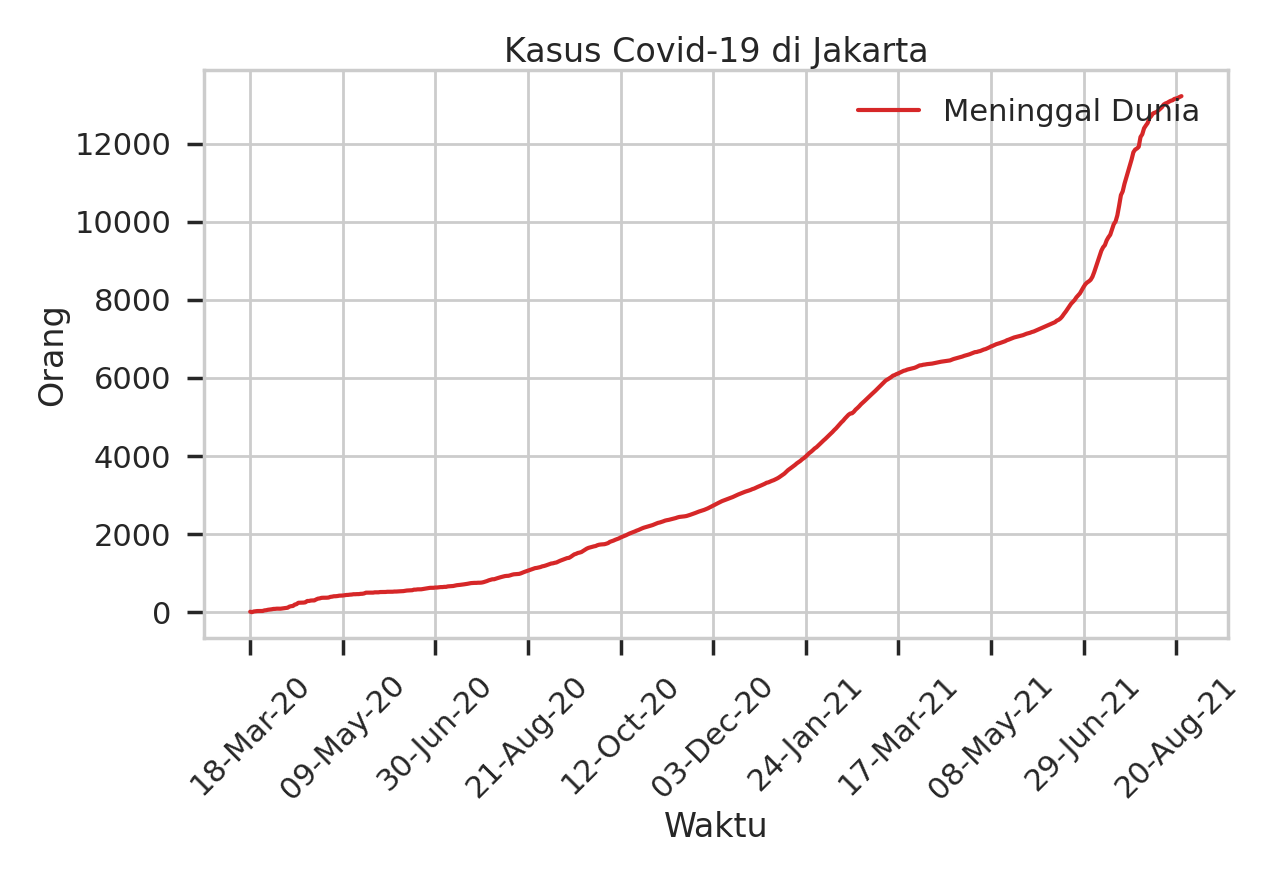 Kasus Covid-19 di Jakarta
Meninggal Dunia
12000
10000
8000
6000
4000
2000
0
Orang
18-Mar-20
09-May-20
30-Jun-20
21-Aug-20
12-Oct-20
03-Dec-20
24-Jan-21
17-Mar-21
08-May-21
29-Jun-21
20-Aug-21
Waktu